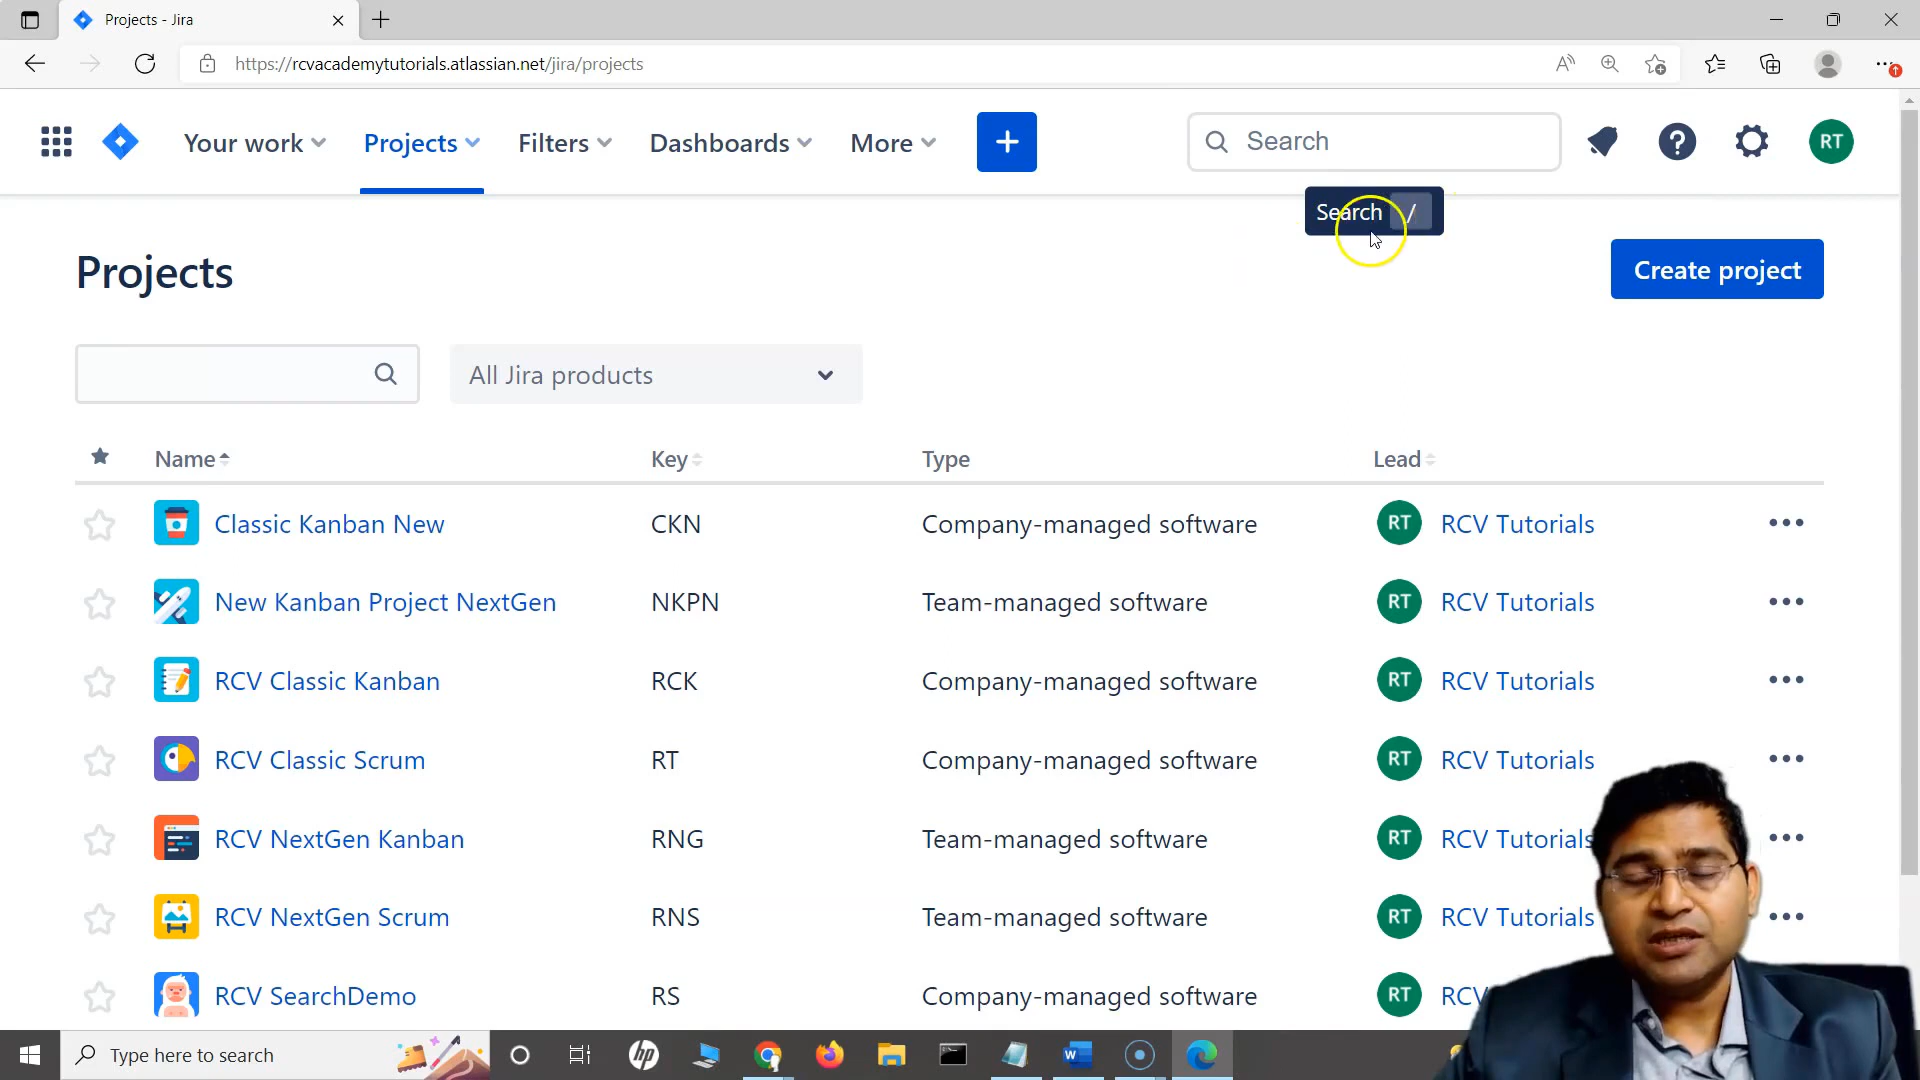 Projects - Jira
https://rcvacademytutorials.atlassian.net/jira/projects
Your work Projects Filters Dashboards More + Search ? RT
Search /
Projects
Create project
All Jira products
Name Key Type Lead
Classic Kanban New CKN Company-managed software RT RCV Tutorials
New Kanban Project NextGen NKPN Team-managed software RT RCV Tutorials
RCV Classic Kanban RCK Company-managed software RT RCV Tutorials
RCV Classic Scrum RT Company-managed software RT RCV Tutorials
RCV NextGen Kanban RNG Team-managed software RT RCV Tutorials
RCV NextGen Scrum RNS Team-managed software RT RCV Tutorials
RCV SearchDemo RS Company-managed software RT RCV
Type here to search hp W